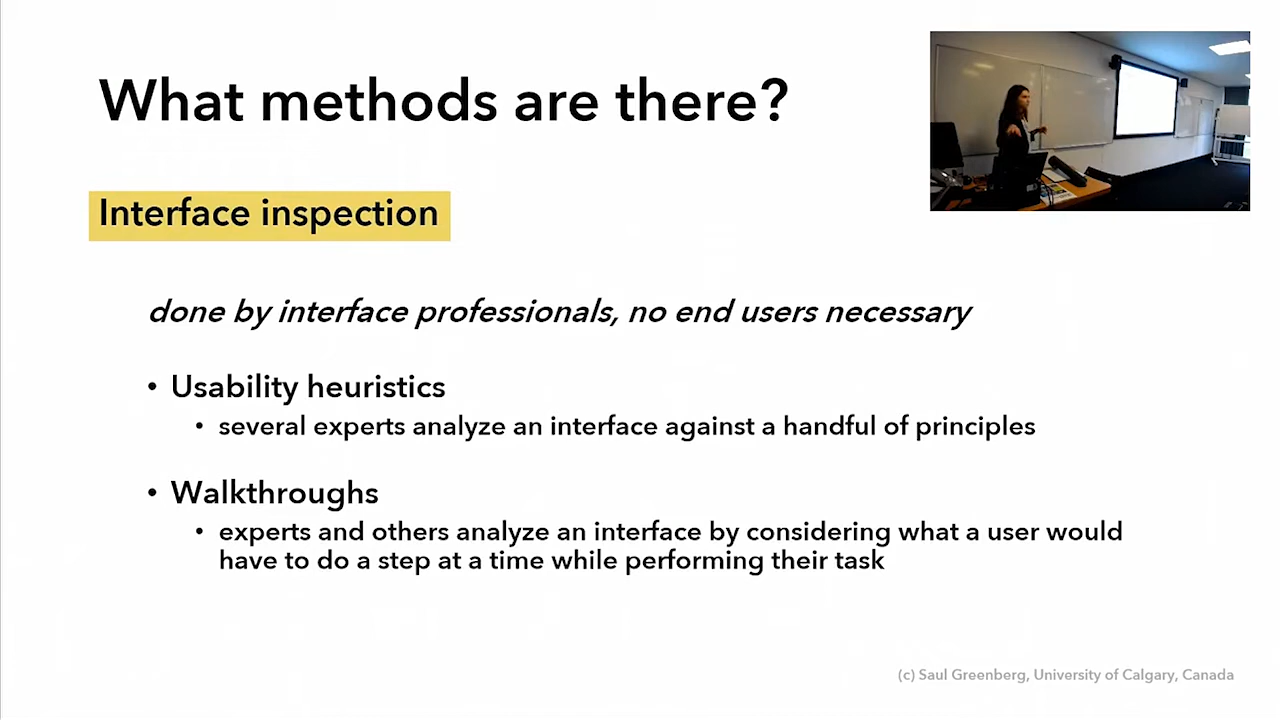 What methods are there?
Interface inspection
done by interface professionals, no end users necessary
• Usability heuristics
• several experts analyze an interface against a handful of principles
• Walkthroughs
• experts and others analyze an interface by considering what a user would
have to do a step at a time while performing their task
(c) Saul Greenberg, University of Calgary, Canada